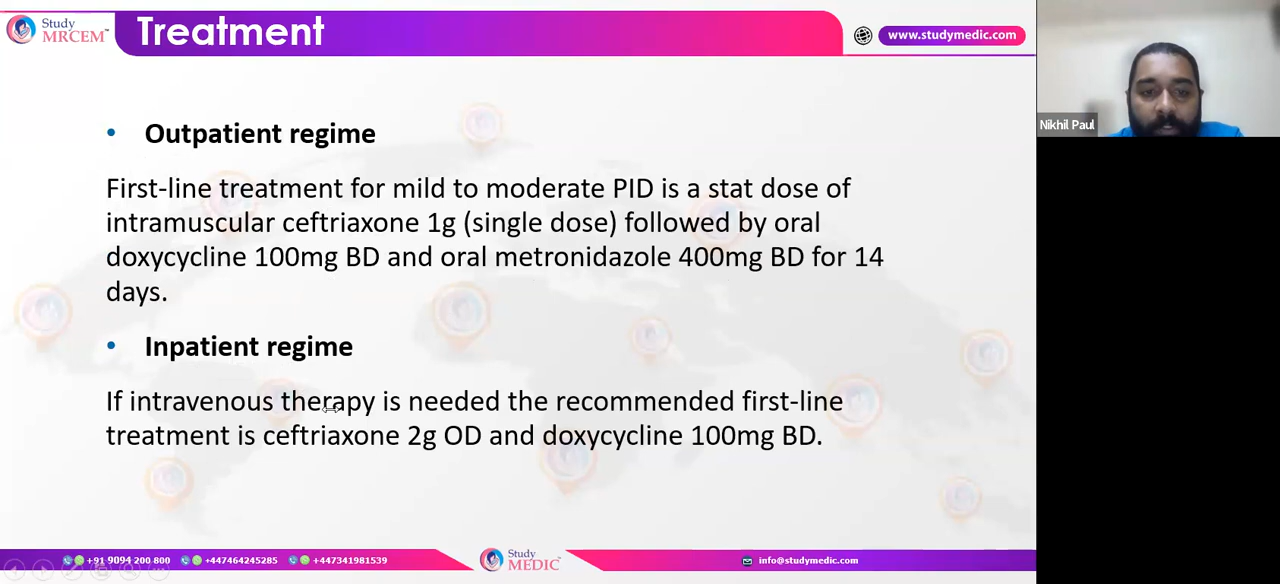 Study
MRCEM™
Treatment
www.studymedic.com
Nikhil Paul
• Outpatient regime
First-line treatment for mild to moderate PID is a stat dose of
intramuscular ceftriaxone 1g (single dose) followed by oral
doxycycline 100mg BD and oral metronidazole 400mg BD for 14
days.
• Inpatient regime
If intravenous therapy is needed the recommended first-line
treatment is ceftriaxone 2g OD and doxycycline 100mg BD.
+91 9094 200 800
+447464245285
+447341981539
Study
MEDIC
info@studymedic.com